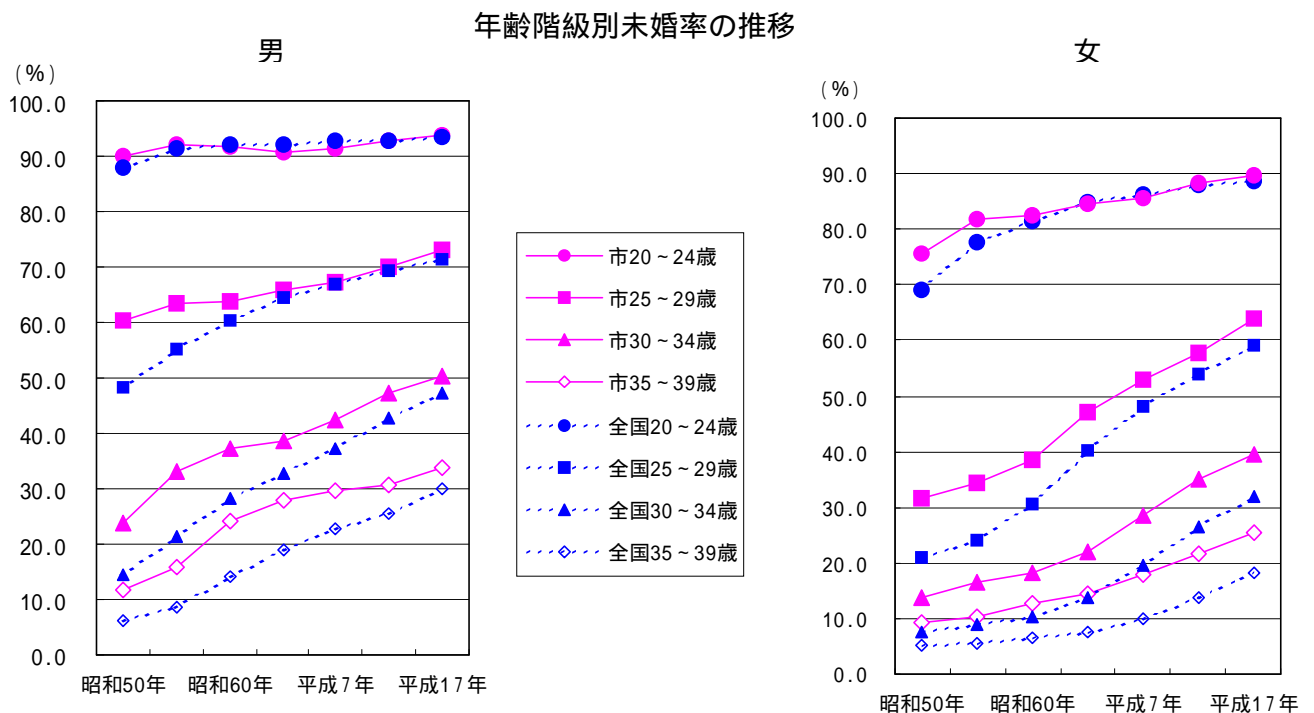 年齢階級別未婚率の推移
男
(%)
100.0
90.0
80.0
70.0
60.0
50.0
40.0
30.0
20.0
10.0
0.0
昭和50年 昭和60年 平成7年 平成17年
市20~24歳
市25~29歳
市30~34歳
市35~39歳
全国20~24歳
全国25~29歳
全国30~34歳
全国35~39歳
女
(%)
100.0
90.0
80.0
70.0
60.0
50.0
40.0
30.0
20.0
10.0
0.0
昭和50年 昭和60年 平成7年 平成17年